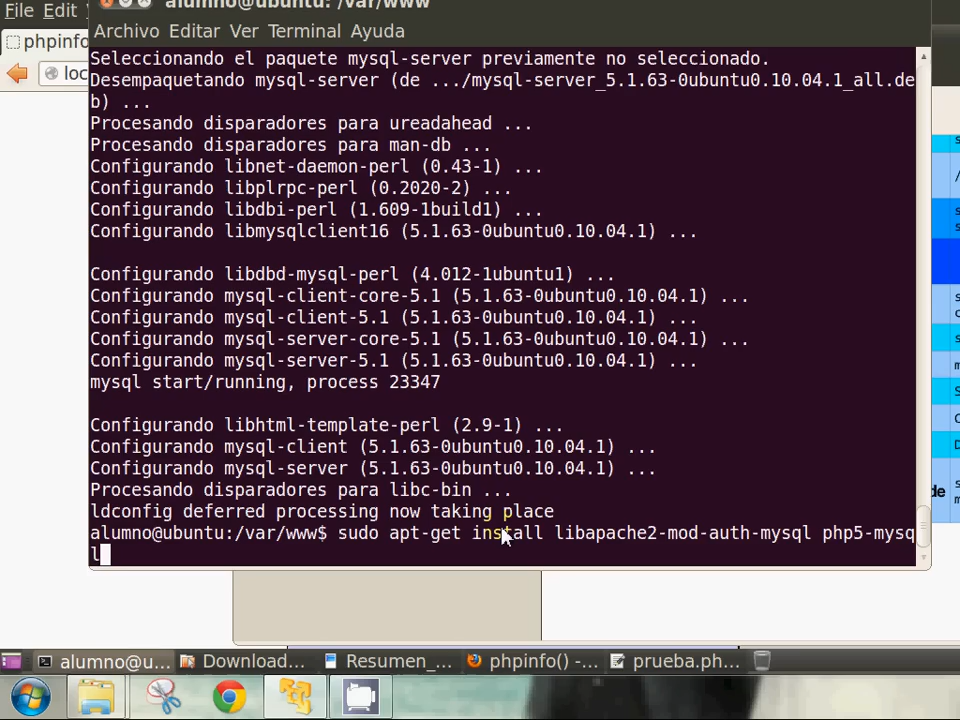 File Edit
alumno@ubuntu: /var/www
Archivo Editar Ver Terminal Ayuda
phpinfo
loc
Seleccionando el paquete mysql-server previamente no seleccionado.
Desempaquetando mysql-server (de .../mysql-server_5.1.63-0ubuntu0.10.04.1_all.de
b) ...
Procesando disparadores para ureadahead ...
Procesando disparadores para man-db ...
Configurando libnet-daemon-perl (0.43-1) ...
Configurando libplrpc-perl (0.2020-2) ...
Configurando libdbi-perl (1.609-1build1) ...
Configurando libmysqlclient16 (5.1.63-0ubuntu0.10.04.1) ...
Configurando libdbd-mysql-perl (4.012-1ubuntu1) ...
Configurando mysql-client-core-5.1 (5.1.63-0ubuntu0.10.04.1) ...
Configurando mysql-client-5.1 (5.1.63-0ubuntu0.10.04.1) ...
Configurando mysql-server-core-5.1 (5.1.63-0ubuntu0.10.04.1) ...
Configurando mysql-server-5.1 (5.1.63-0ubuntu0.10.04.1) ...
mysql start/running, process 23347
Configurando libhtml-template-perl (2.9-1) ...
Configurando mysql-client (5.1.63-0ubuntu0.10.04.1) ...
Configurando mysql-server (5.1.63-0ubuntu0.10.04.1) ...
Procesando disparadores para libc-bin ...
ldconfig deferred processing now taking place
alumno@ubuntu:/var/www$ sudo apt-get install libapache2-mod-auth-mysql php5-mysq
l
de
alumno@u... Download... Resumen_... phpinfo() -... prueba.ph...